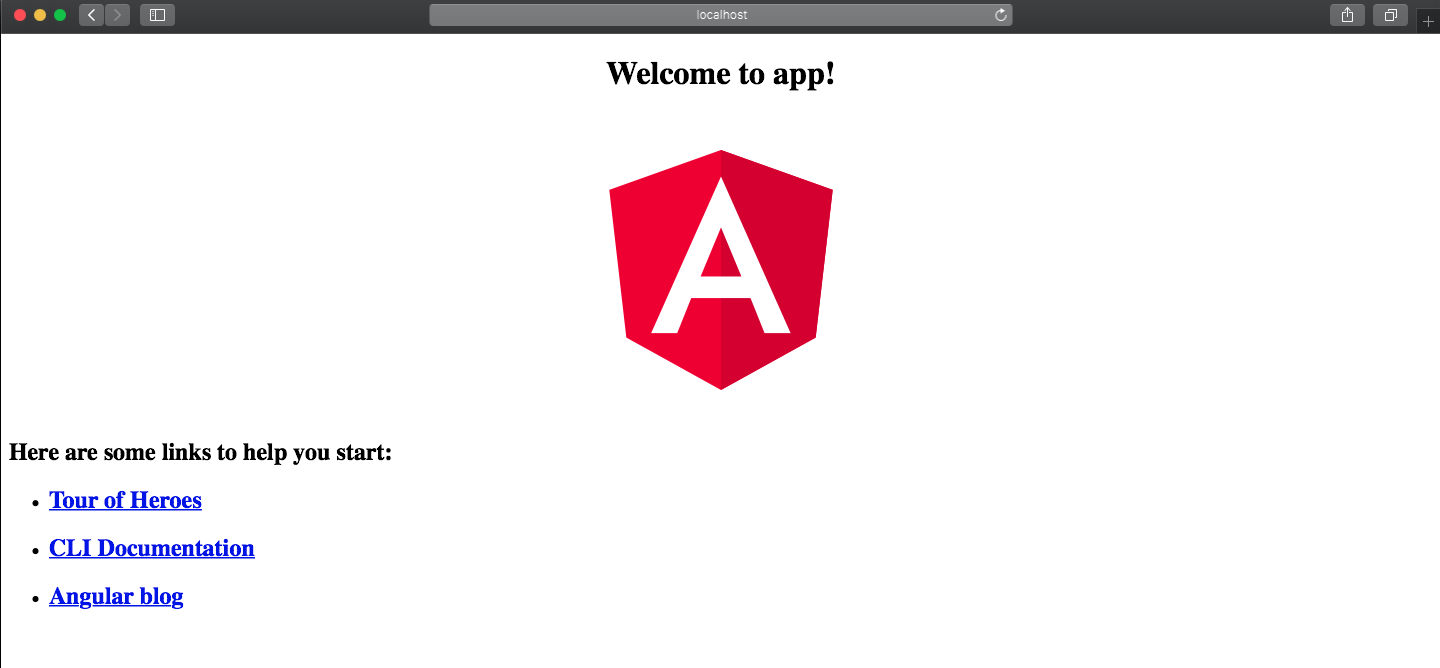 localhost
Welcome to app!
A
Here are some links to help you start:
Tour of Heroes
CLI Documentation
Angular blog